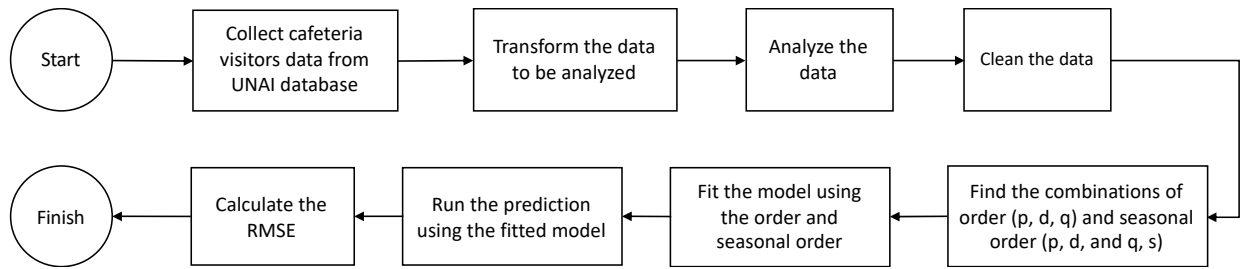 Start
Collect cafeteria
visitors data from
UNAI database
Transform the data
to be analyzed
Analyze the
data
Clean the data
Find the combinations of
order (p, d, q) and seasonal
order (p, d, and q, s)
Fit the model using
the order and
seasonal order
Run the prediction
using the fitted model
Calculate the
RMSE
Finish